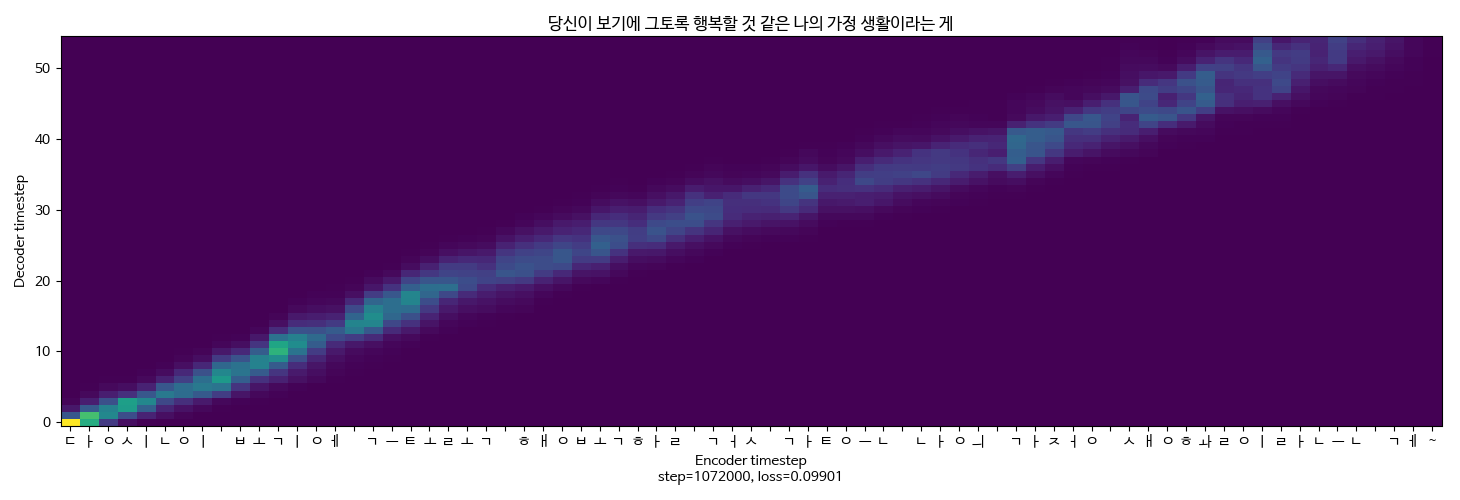 당신이 보기에 그토록 행복할 것 같은 나의 가정 생활이라는 게
Decoder timestep
50
40
30
20
10
0
ㄷ ㅏ ㅇ ㅅ ㅣ ㄴ ㅇ ㅣ ㅂ ㅗ ㄱ ㅣ ㅇ ㅔ ㄱ ㅡ ㅌ ㅗ ㄹ ㅗ ㄱ ㅎ ㅐ ㅇ ㅂ ㅗ ㄱ ㅎ ㅏ ㄹ ㄱ ㅓ ㅅ ㄱ ㅏ ㅌ ㅇ ㅡ ㄴ ㄴ ㅏ ㅇ ㅢ ㄱ ㅏ ㅈ ㅓ ㅇ ㅅ ㅐ ㅇ ㅎ ㅘ ㄹ ㅇ ㅣ ㄹ ㅏ ㄴ ㅡ ㄴ ㄱ ㅔ ~
Encoder timestep
step=1072000, loss=0.09901